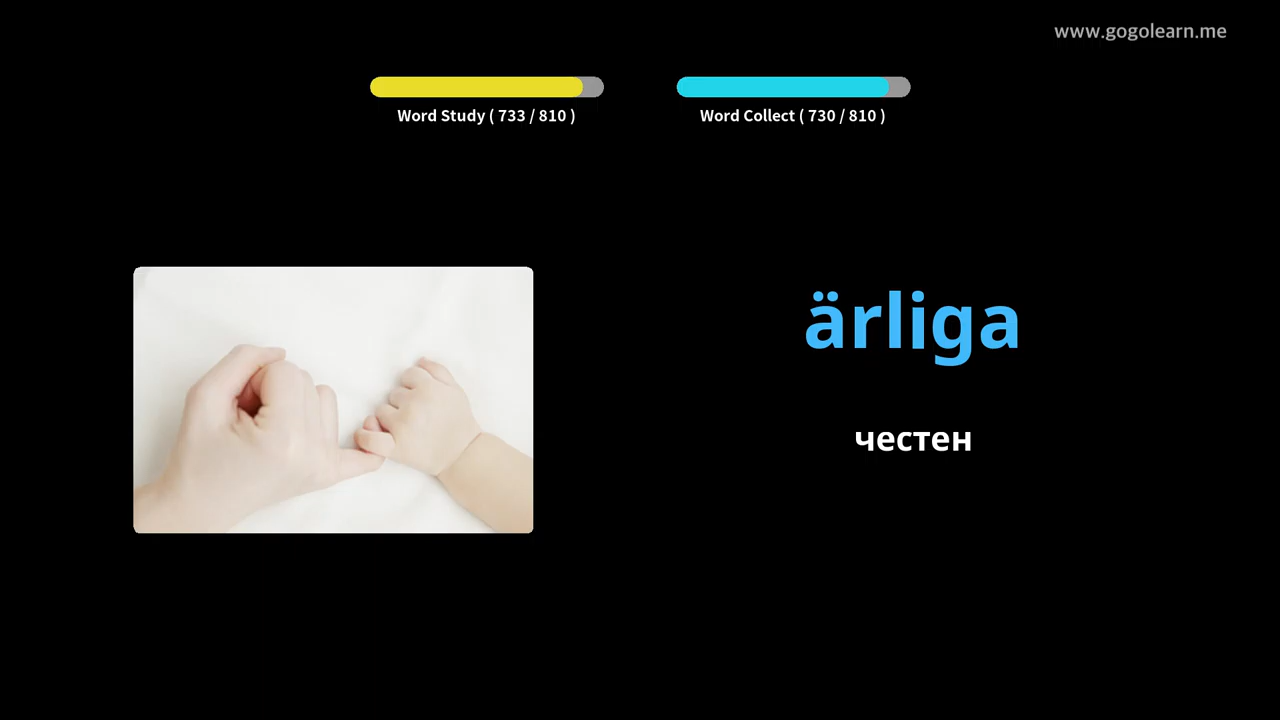 www.gogolearn.me
Word Study ( 733 / 810 )
Word Collect ( 730 / 810 )
ärliga
честен